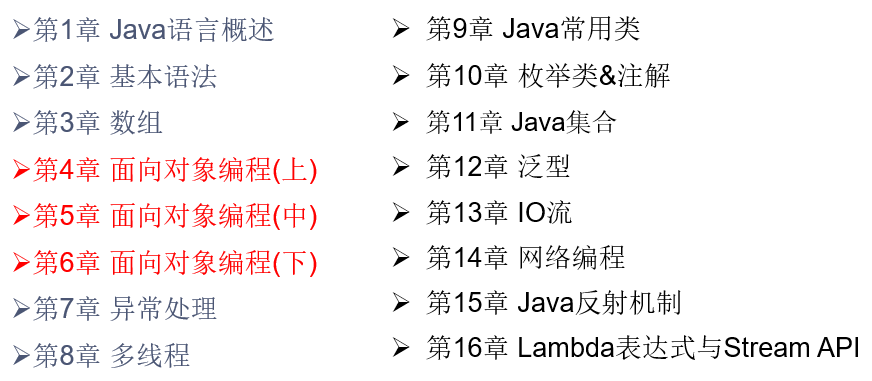 ➢第1章 Java语言概述
➢第2章 基本语法
➢第3章 数组
➢第4章 面向对象编程(上)
➢第5章 面向对象编程(中)
➢第6章 面向对象编程(下)
➢第7章 异常处理
➢第8章 多线程
➢ 第9章 Java常用类
➢ 第10章 枚举类&注解
➢ 第11章 Java集合
➢ 第12章 泛型
➢ 第13章 IO流
➢ 第14章 网络编程
➢ 第15章 Java反射机制
➢ 第16章 Lambda表达式与Stream API